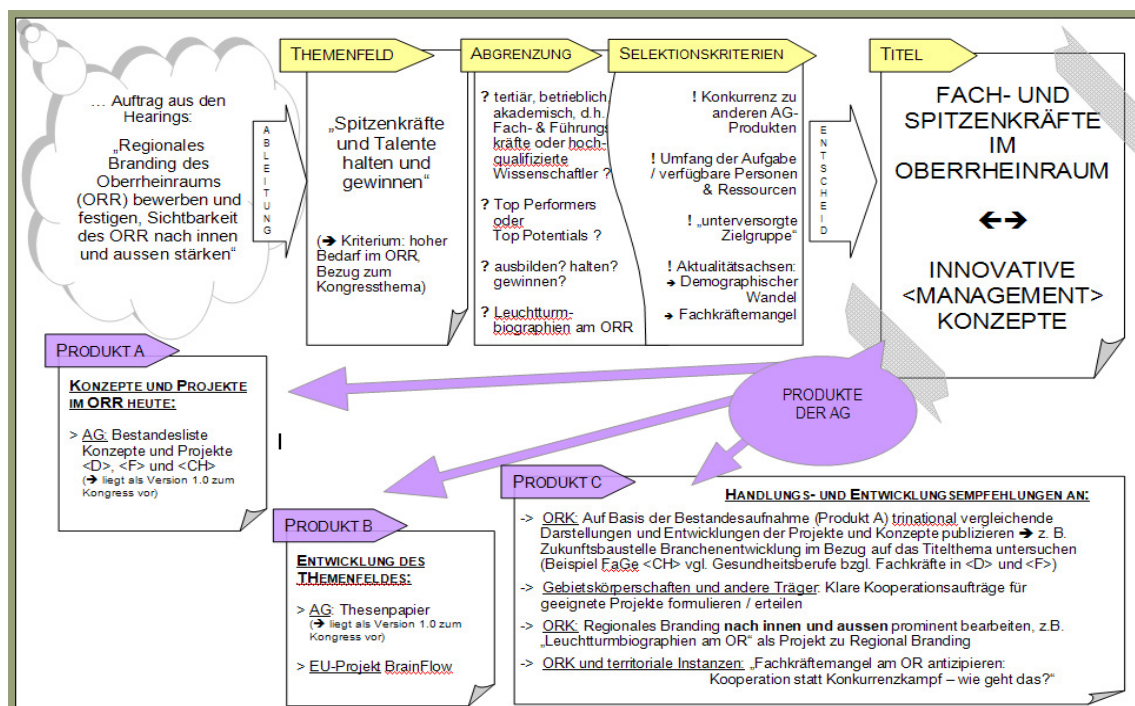 … Auftrag aus den
Hearings:
„Regionales
Branding des
Oberrheinraums
(ORR) bewerben und
festigen, Sichtbarkeit
des ORR nach innen
und aussen stärken“
ABLEITUNG
THEMENFELD
„Spitzenkräfte
und Talente
halten und
gewinnen“
(➔ Kriterium: hoher
Bedarf im ORR,
Bezug zum
Kongressthema)
ABGRENZUNG
? tertiär, betrieblich,
akademisch, d.h.
Fach- & Führungs
kräfte oder hoch-
qualifizierte
Wissenschaftler ?
? Top Performers
oder
Top Potentials ?
? ausbilden? halten?
gewinnen?
? Leuchtturm-
biographien am ORR
SELEKTIONSKRITERIEN
! Konkurrenz zu
anderen AG-
Produkten
! Umfang der Aufgabe
/ verfügbare Personen
& Ressourcen
! „unterversorgte
Zielgruppe“
! Aktualitätsachsen:
➔ Demographischer
Wandel
➔ Fachkräftemangel
ENTSCHEID
TITEL
FACH- UND
SPITZENKRÄFTE
IM
OBERRHEINRAUM
←→
INNOVATIVE
<MANAGEMENT>
KONZEPTE
PRODUKTE
DER AG
PRODUKT A
KONZEPTE UND PROJEKTE
IM ORR HEUTE:
> AG: Bestandesliste
Konzepte und Projekte
<D>, <F> und <CH>
(➔ liegt als Version 1.0 zum
Kongress vor)
PRODUKT B
ENTWICKLUNG DES
THEMENFELDES:
> AG: Thesenpapier
(➔ liegt als Version 1.0 zum
Kongress vor)
> EU-Projekt BrainFlow
PRODUKT C
HANDLUNGS- UND ENTWICKLUNGSEMPFEHLUNGEN AN:
-> ORK: Auf Basis der Bestandesaufnahme (Produkt A) trinational vergleichende
Darstellungen und Entwicklungen der Projekte und Konzepte publizieren ➔ z. B.
Zukunftsbaustelle Branchenentwicklung im Bezug auf das Titelthema untersuchen
(Beispiel FaGe <CH> vgl. Gesundheitsberufe bzgl. Fachkräfte in <D> und <F>)
-> Gebietskörperschaften und andere Träger: Klare Kooperationsaufträge für
geeignete Projekte formulieren / erteilen
-> ORK: Regionales Branding nach innen und aussen prominent bearbeiten, z.B.
„Leuchtturmbiographien am OR“ als Projekt zu Regional Branding
-> ORK und territoriale Instanzen: „Fachkräftemangel am OR antizipieren:
Kooperation statt Konkurrenzkampf – wie geht das?“